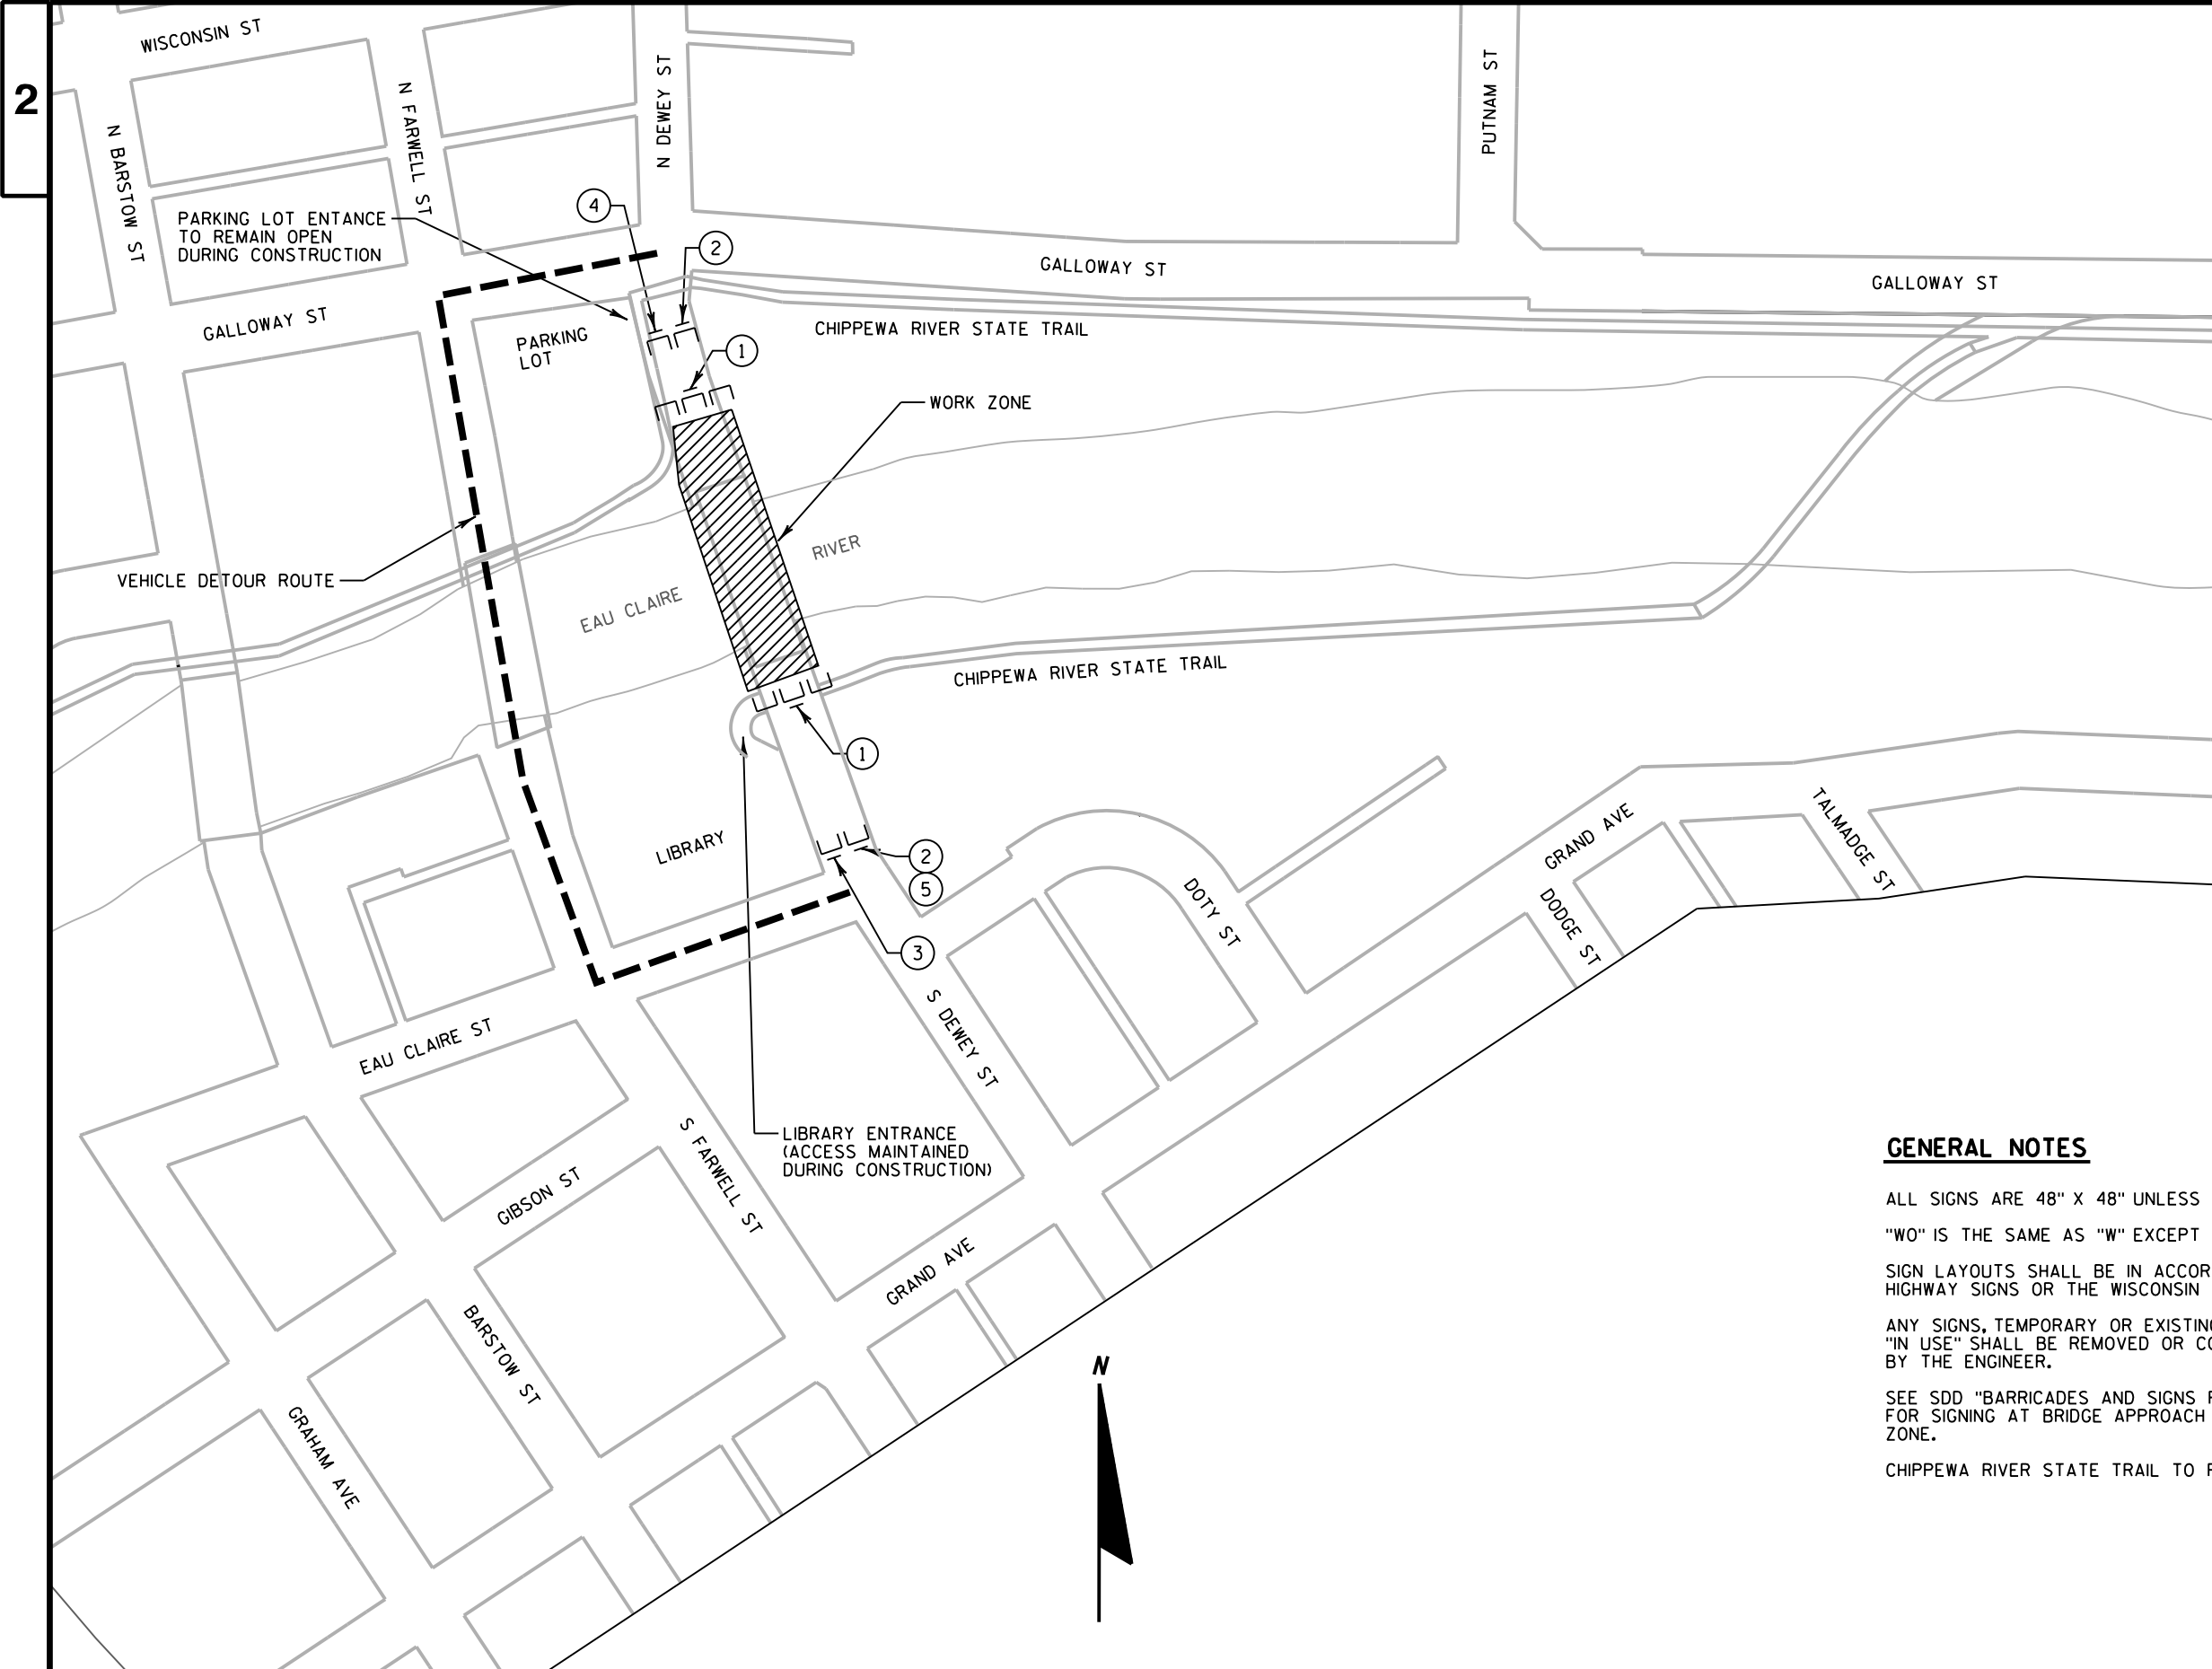 2
WISCONSIN ST
N BARSTOW ST
N FARWELL ST
N DEWEY ST
PUTNAM ST
PARKING LOT ENTANCE
TO REMAIN OPEN
DURING CONSTRUCTION
4
2
GALLOWAY ST
GALLOWAY ST
GALLOWAY ST
CHIPPEWA RIVER STATE TRAIL
PARKING
LOT
1
WORK ZONE
RIVER
VEHICLE DETOUR ROUTE
EAU CLAIRE
CHIPPEWA RIVER STATE TRAIL
1
LIBRARY
2
5
3
GRAND AVE
TALMADGE ST
DOTY ST
DODGE ST
S DEWEY ST
EAU CLAIRE ST
LIBRARY ENTRANCE
(ACCESS MAINTAINED
DURING CONSTRUCTION)
S FARWELL ST
GIBSON ST
GRAND AVE
BARSTOW ST
GRAHAM AVE
N
GENERAL NOTES
ALL SIGNS ARE 48" X 48" UNLESS
"WO" IS THE SAME AS "W" EXCEPT
SIGN LAYOUTS SHALL BE IN ACCOR
HIGHWAY SIGNS OR THE WISCONSIN
ANY SIGNS, TEMPORARY OR EXISTING
"IN USE" SHALL BE REMOVED OR CO
BY THE ENGINEER.
SEE SDD "BARRICADES AND SIGNS F
FOR SIGNING AT BRIDGE APPROACH
ZONE.
CHIPPEWA RIVER STATE TRAIL TO